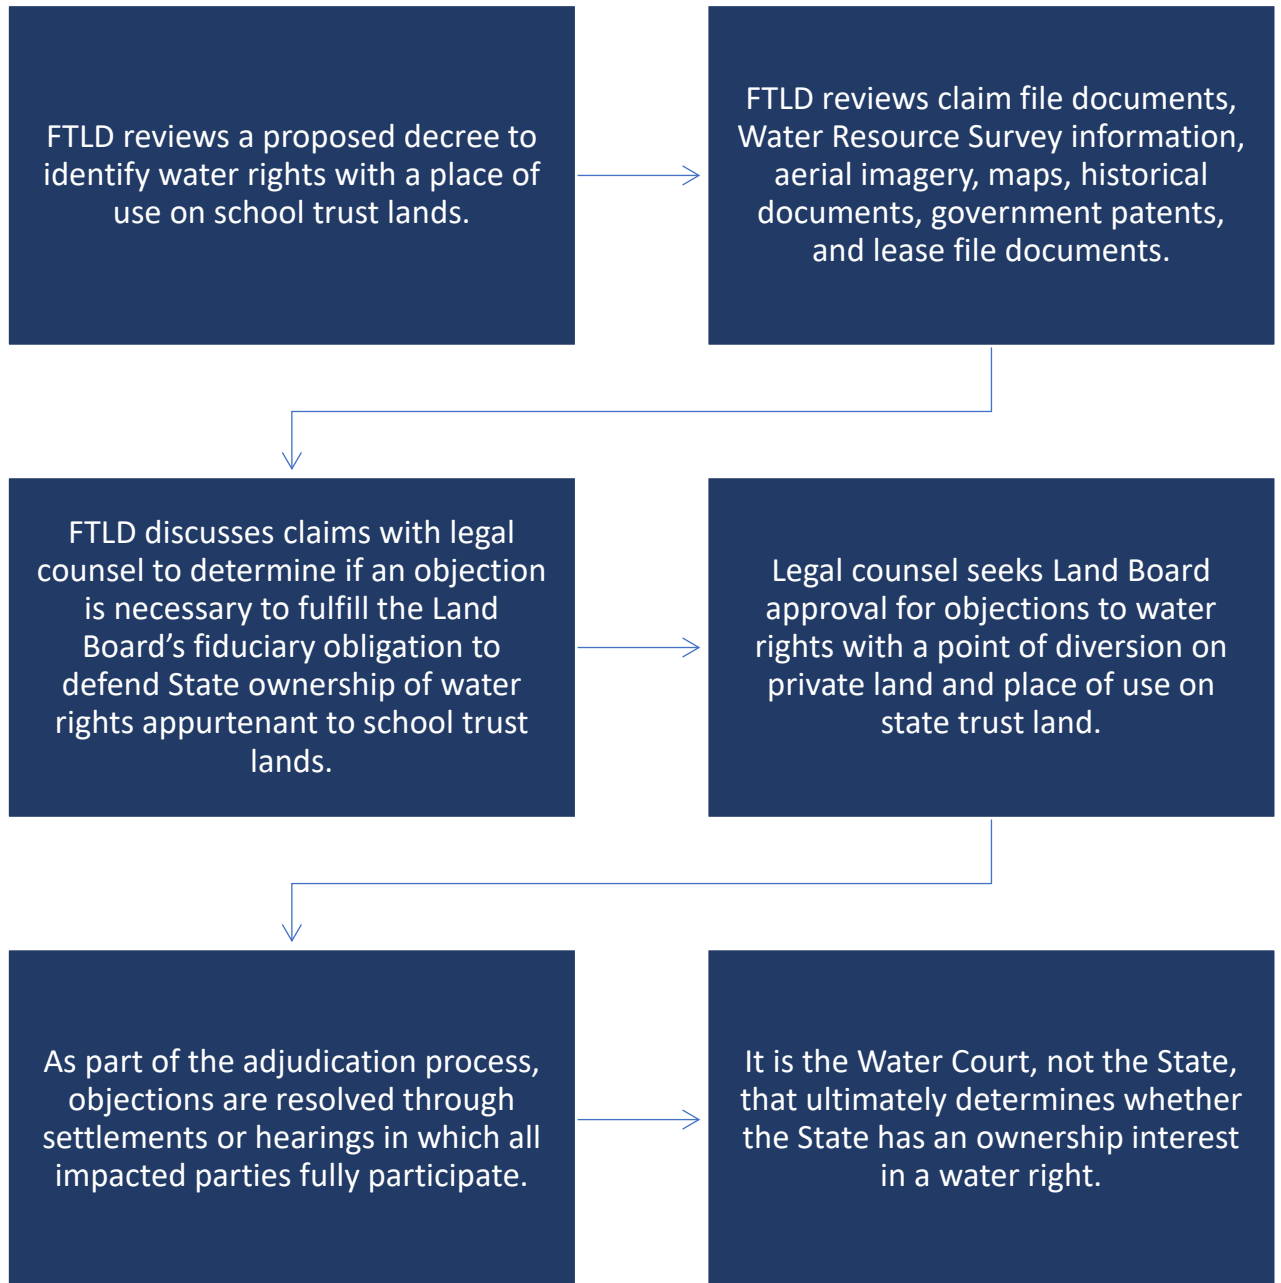 FTLD reviews a proposed decree to
identify water rights with a place of
use on school trust lands.
FTLD reviews claim file documents,
Water Resource Survey information,
aerial imagery, maps, historical
documents, government patents,
and lease file documents.
FTLD discusses claims with legal
counsel to determine if an objection
is necessary to fulfill the Land
Board’s fiduciary obligation to
defend State ownership of water
rights appurtenant to school trust
lands.
Legal counsel seeks Land Board
approval for objections to water
rights with a point of diversion on
private land and place of use on
state trust land.
As part of the adjudication process,
objections are resolved through
settlements or hearings in which all
impacted parties fully participate.
It is the Water Court, not the State,
that ultimately determines whether
the State has an ownership interest
in a water right.